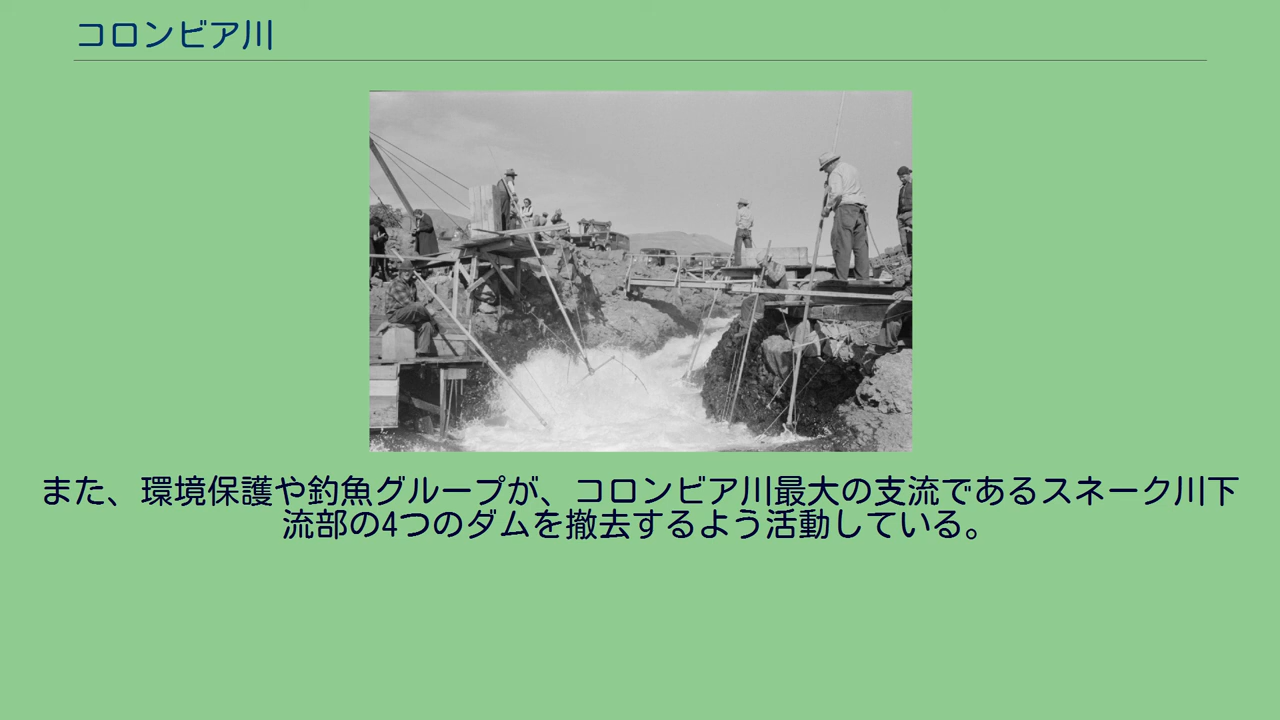 コロンビア川
また、環境保護や釣魚グループが、コロンビア川最大の支流であるスネーク川下
流部の4つのダムを撤去するよう活動している。